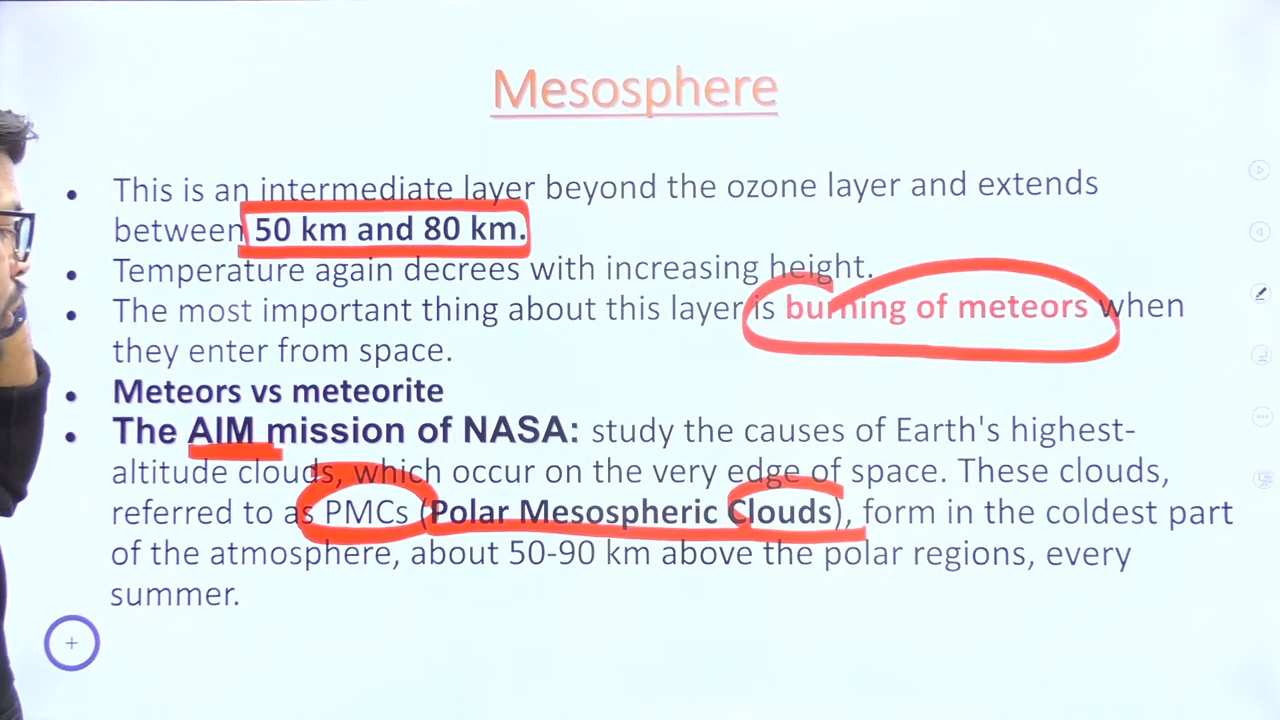 Mesosphere
This is an intermediate layer beyond the ozone layer and extends
between 50 km and 80 km.
Temperature again decrees with increasing height.
The most important thing about this layer is burning of meteors when
they enter from space.
Meteors vs meteorite
The AIM mission of NASA: study the causes of Earth's highest-
altitude clouds, which occur on the very edge of space. These clouds,
referred to as PMCs (Polar Mesospheric Clouds), form in the coldest part
of the atmosphere, about 50-90 km above the polar regions, every
summer.